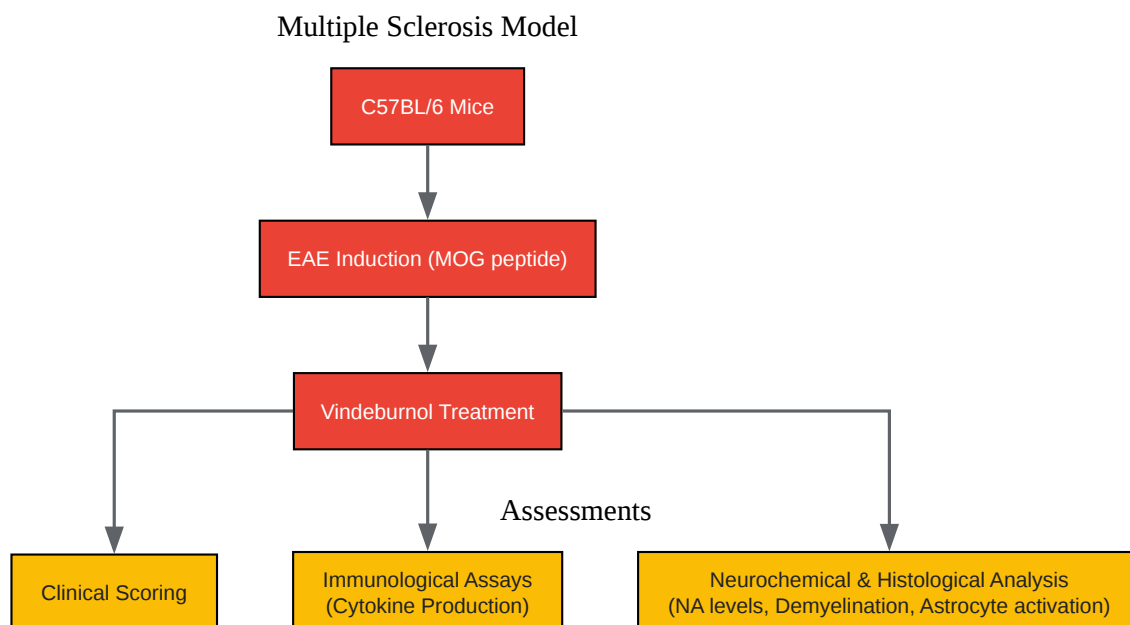 Multiple Sclerosis Model
C57BL/6 Mice
EAE Induction (MOG peptide)
Vindeburnol Treatment
Assessments
Clinical Scoring
Immunological Assays
(Cytokine Production)
Neurochemical & Histological Analysis
(NA levels, Demyelination, Astrocyte activation)